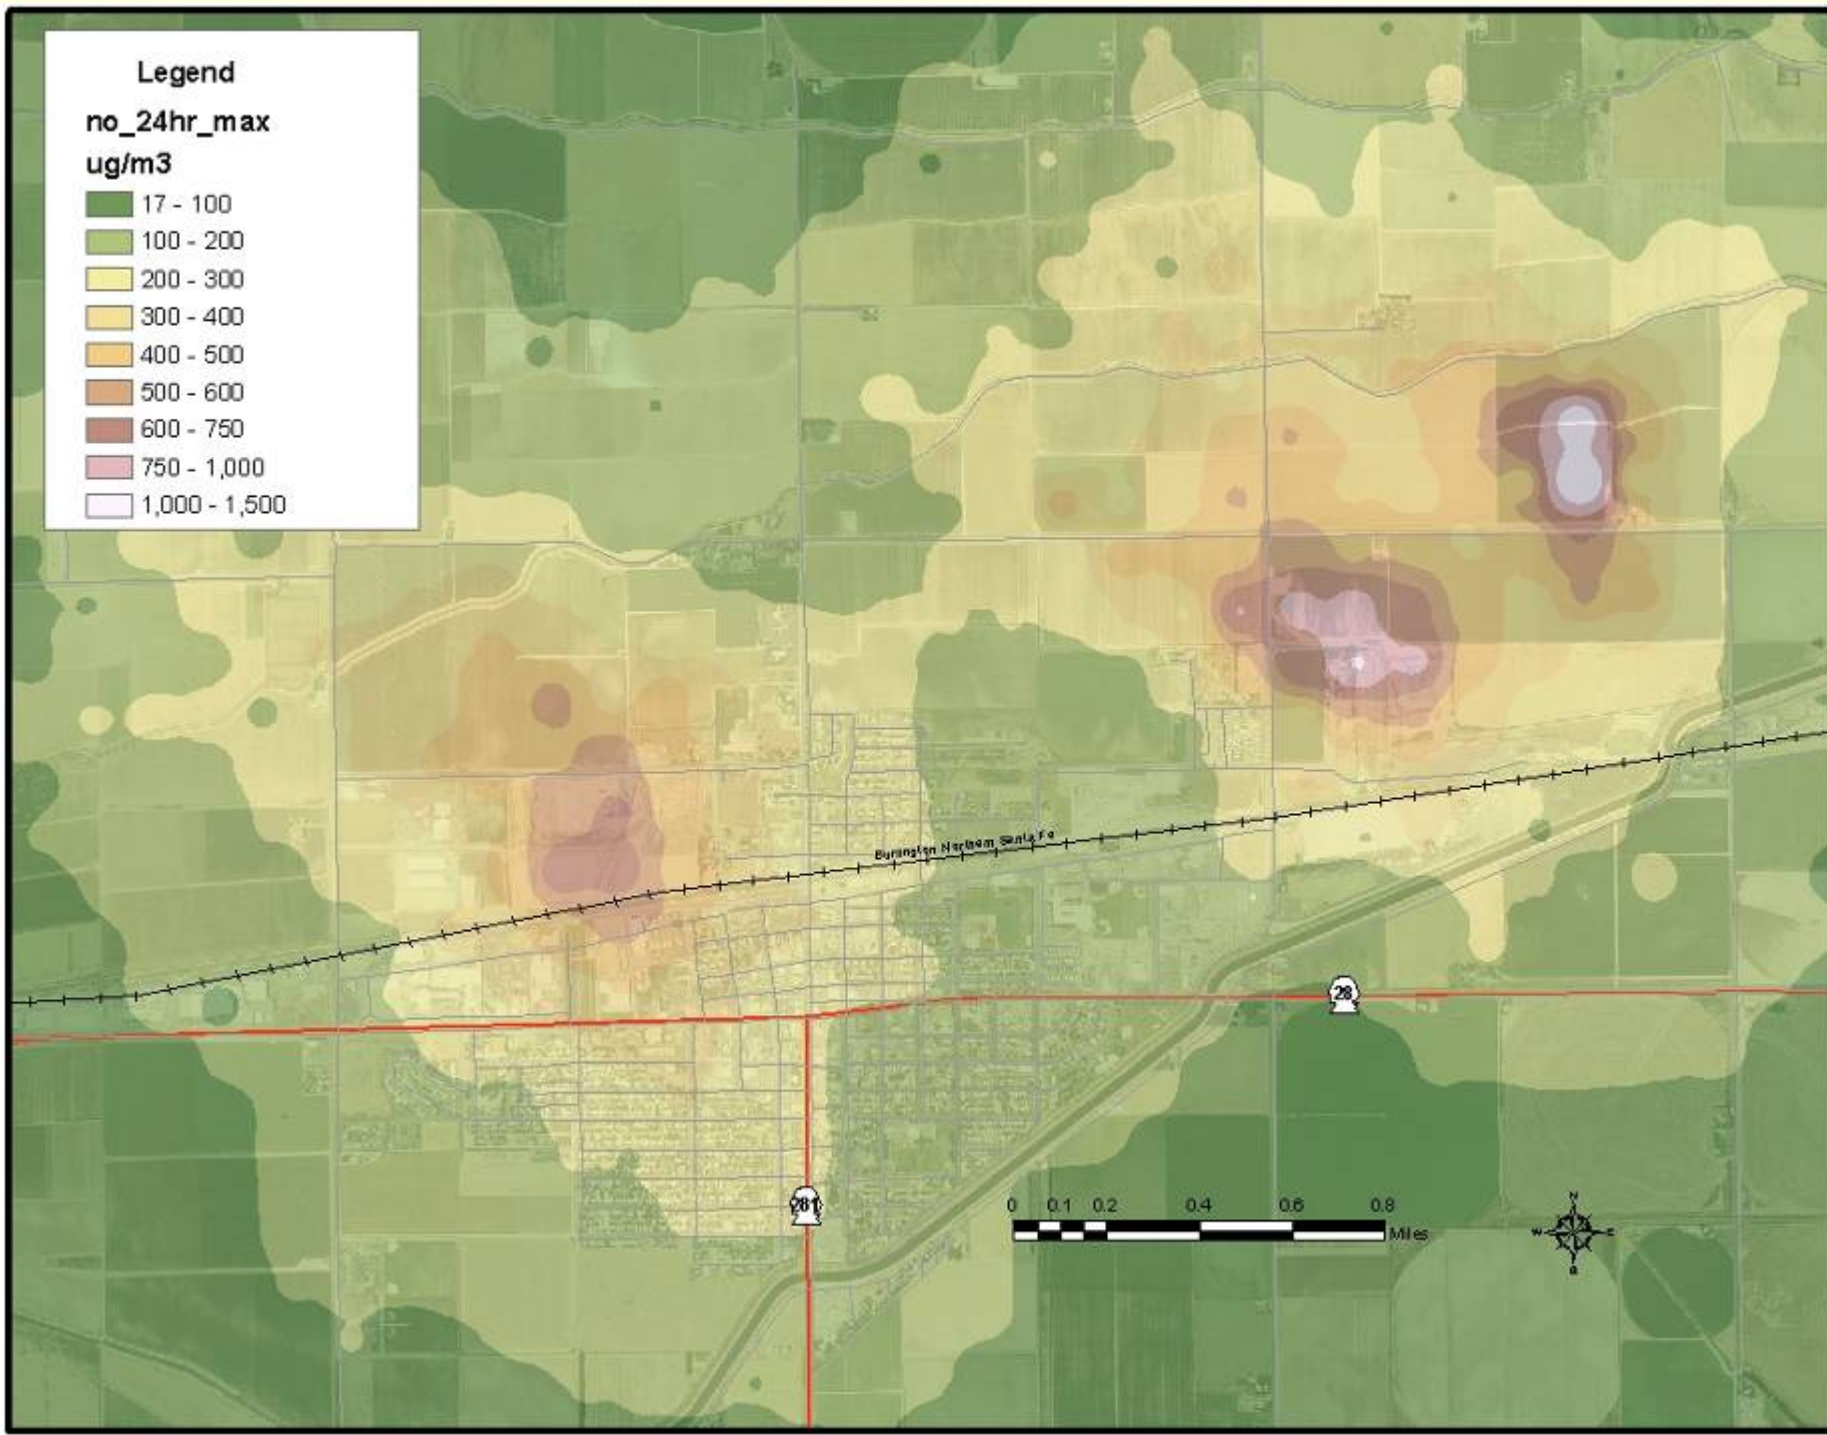 Legend
no_24hr_max
ug/m3
17 - 100
100 - 200
200 - 300
300 - 400
400 - 500
500 - 600
600 - 750
750 - 1,000
1,000 - 1,500
Burlington Northern Santa Fe
28
281
0 0.1 0.2 0.4 0.6 0.8
Miles
N
W E
S